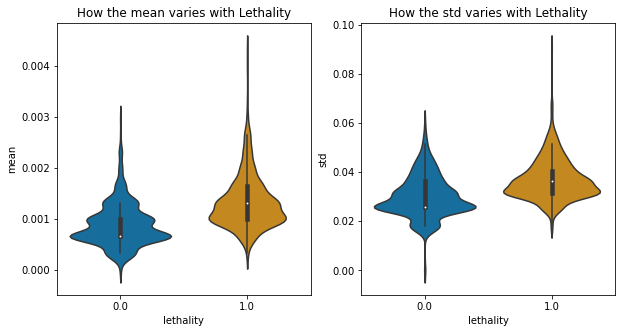 How the mean varies with Lethality
mean
0.004
0.003
0.002
0.001
0.000
0.0
1.0
lethality
How the std varies with Lethality
std
0.10
0.08
0.06
0.04
0.02
0.00
0.0
1.0
lethality